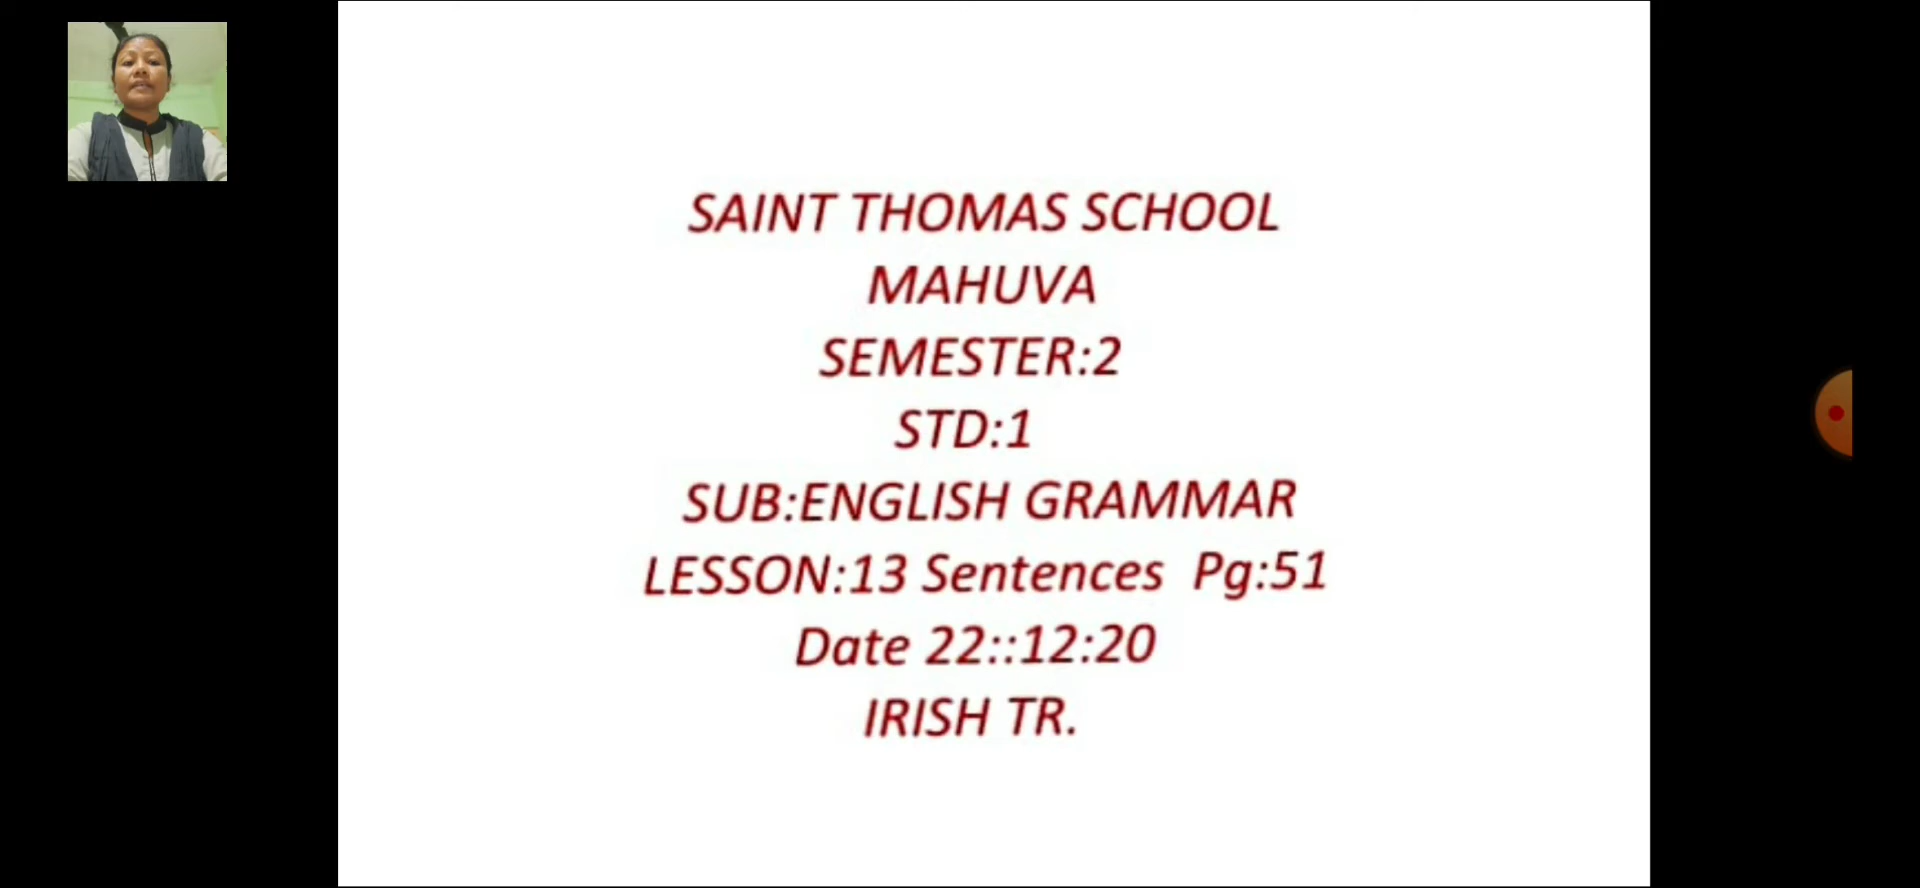 SAINT THOMAS SCHOOL
MAHUVA
SEMESTER:2
STD:1
SUB:ENGLISH GRAMMAR
LESSON:13 Sentences Pg:51
Date 22::12:20
IRISH TR.